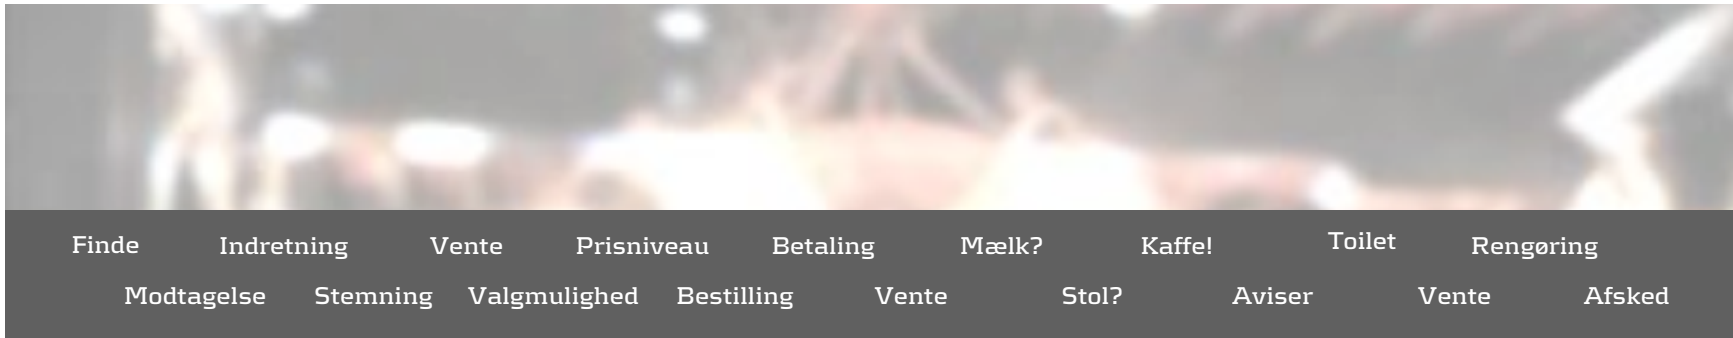 Finde Indretning Vente Prisniveau Betaling Mælk? Kaffe! Toilet Rengøring
Modtagelse Stemning Valgmulighed Bestilling Vente Stol? Aviser Vente Afsked